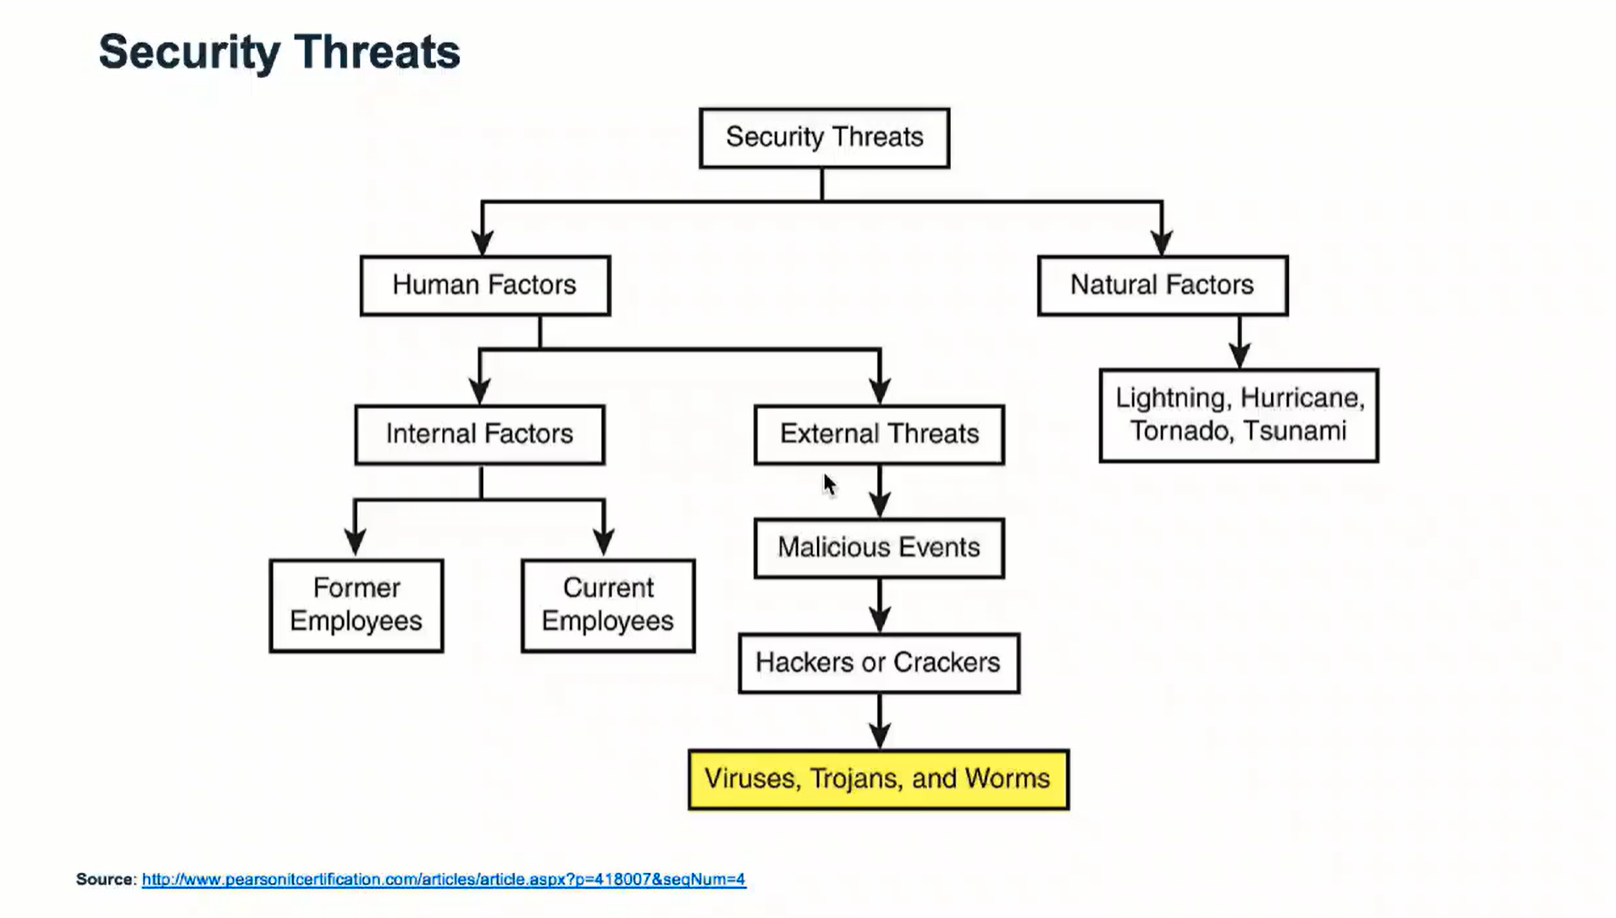 Security Threats
Security Threats
Human Factors
Natural Factors
Internal Factors
External Threats
Lightning, Hurricane,
Tornado, Tsunami
Malicious Events
Former
Employees
Current
Employees
Hackers or Crackers
Viruses, Trojans, and Worms
Source: http://www.pearsonitcertification.com/articles/article.aspx?p=418007&seqNum=4